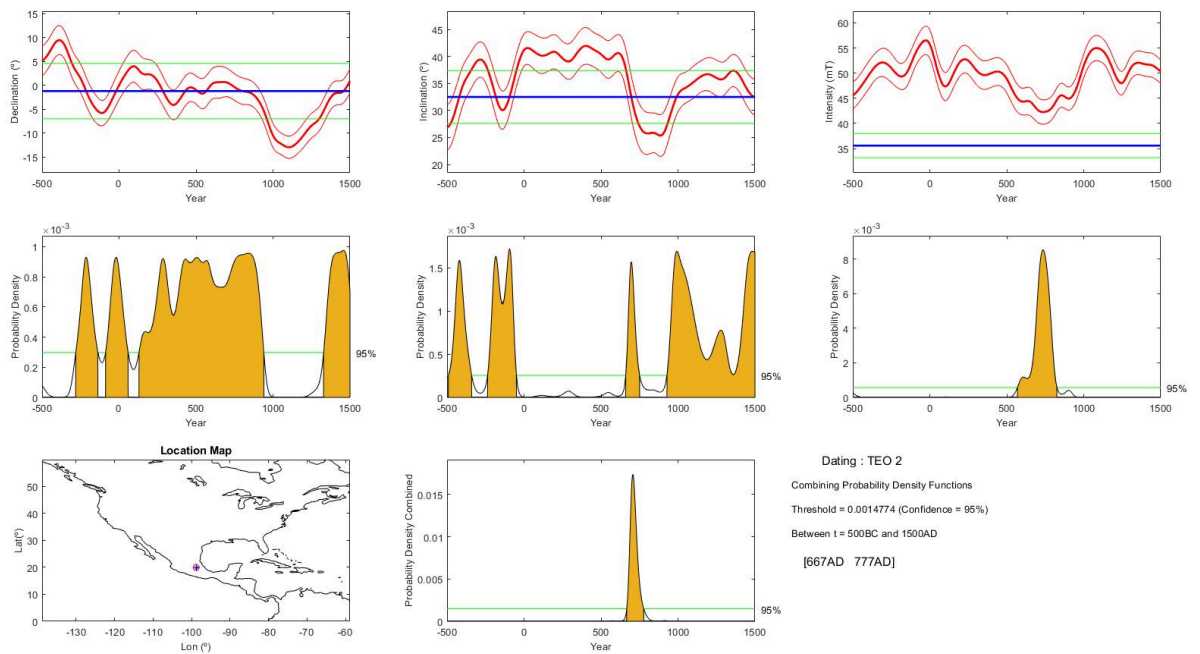 Declination (º)
15
10
5
0
-5
-10
-15
-500 0 500 1000 1500
Year
Inclination (º)
45
40
35
30
25
20
-500 0 500 1000 1500
Year
Intensity (mT)
60
55
50
45
40
35
-500 0 500 1000 1500
Year
×10-3
Probability Density
1
0.8
0.6
0.4
0.2
0
95%
-500 0 500 1000 1500
Year
×10-3
Probability Density
1.5
1
0.5
0
95%
-500 0 500 1000 1500
Year
×10-3
Probability Density
8
6
4
2
0
95%
-500 0 500 1000 1500
Year
Location Map
Lat(º)
50
40
30
20
10
0
-130 -120 -110 -100 -90 -80 -70 -60
Lon (º)
Probability Density Combined
0.015
0.01
0.005
0
95%
-500 0 500 1000 1500
Year
Dating : TEO 2
Combining Probability Density Functions
Threshold = 0.0014774 (Confidence = 95%)
Between t = 500BC and 1500AD
[667AD 777AD]